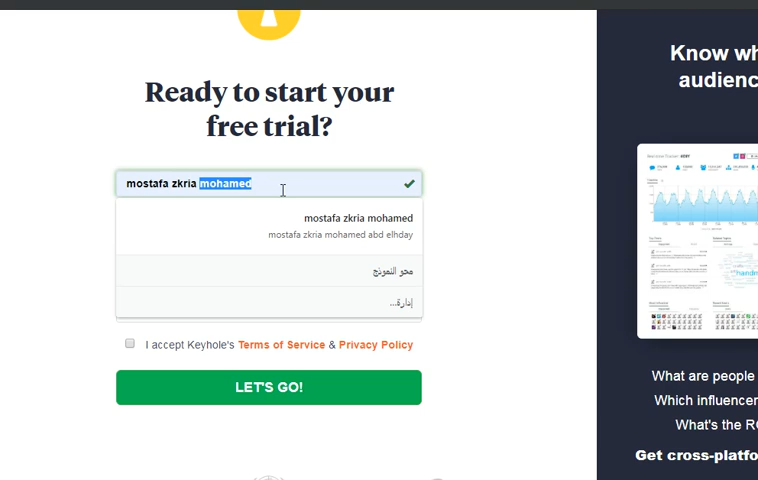 Ready to start your
free trial?
mostafa zkria mohamed
mostafa zkria mohamed
mostafa zkria mohamed abd elhday
محو النموذج
إدارة...
I accept Keyhole's Terms of Service & Privacy Policy
LET'S GO!
Know wh
audienc
What are people
Which influencer
What's the RO
Get cross-platfo